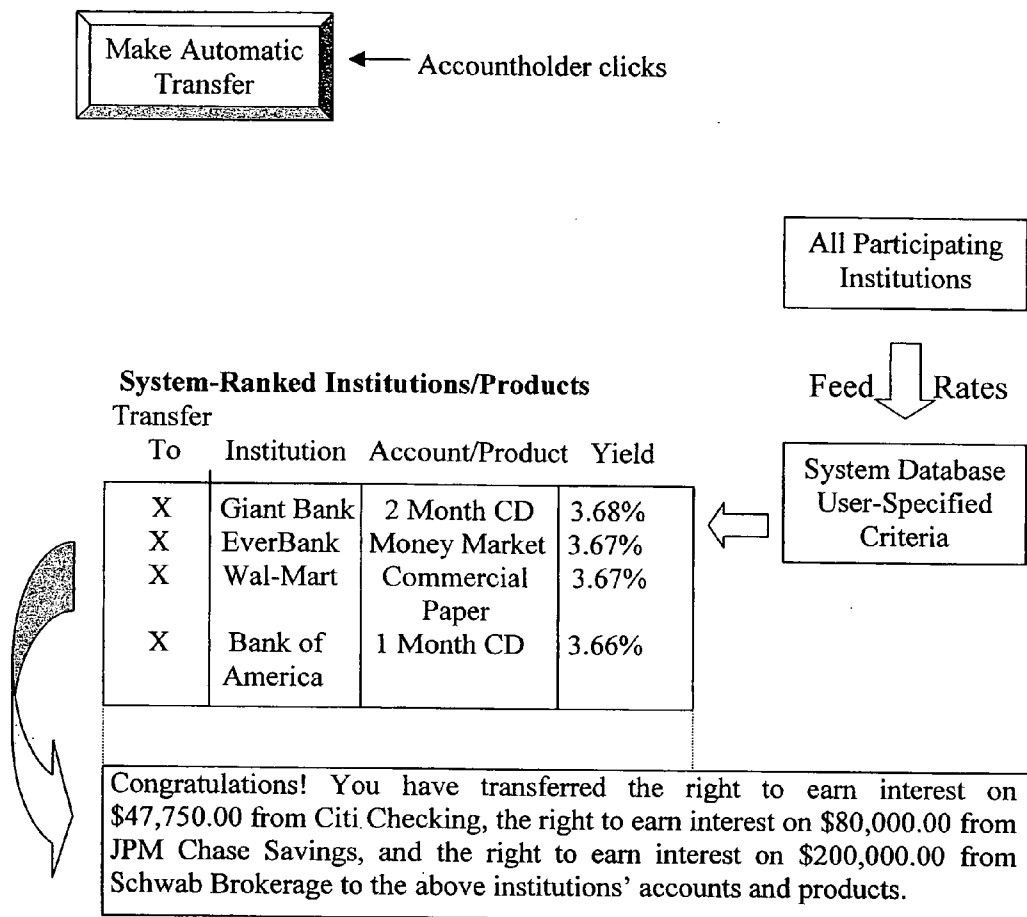 Make Automatic
Transfer
Accountholder clicks
All Participating
Institutions
Feed Rates
System Database
User-Specified
Criteria
System-Ranked Institutions/Products
Transfer
To Institution Account/Product Yield
X Giant Bank 2 Month CD 3.68%
X EverBank Money Market 3.67%
X Wal-Mart Commercial 3.67%
Paper
X Bank of 1 Month CD 3.66%
America
Congratulations! You have transferred the right to earn interest on
$47,750.00 from Citi Checking, the right to earn interest on $80,000.00 from
JPM Chase Savings, and the right to earn interest on $200,000.00 from
Schwab Brokerage to the above institutions' accounts and products.